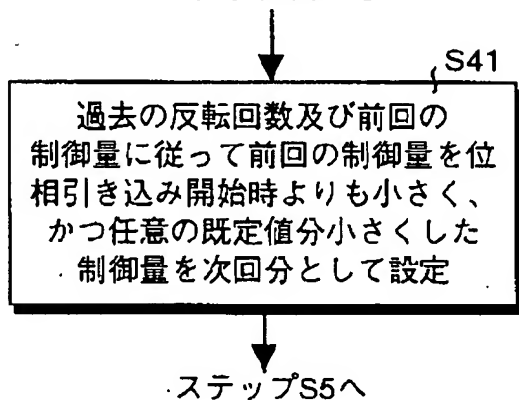 S41
過去の反転回数及び前回の
制御量に従って前回の制御量を位
相引き込み開始時よりも小さく、
かつ任意の既定値分小さくした
制御量を次回分として設定
ステップS5へ